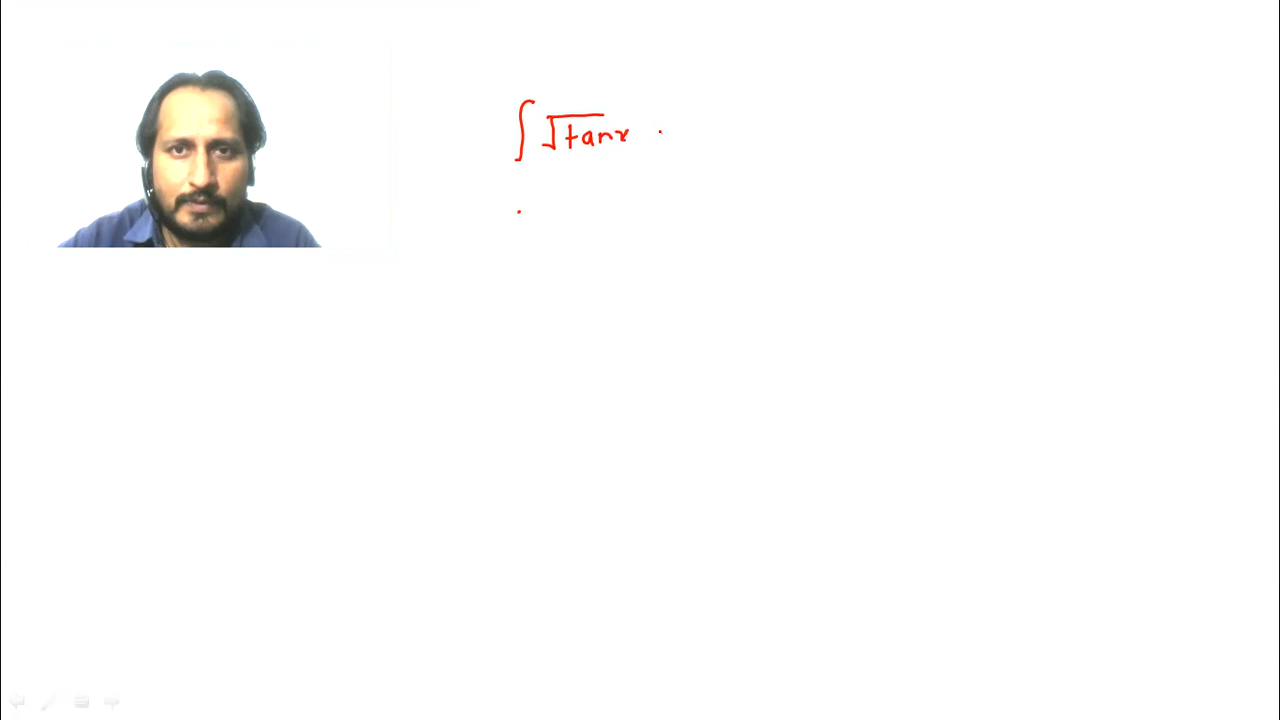 ∫ √tanx